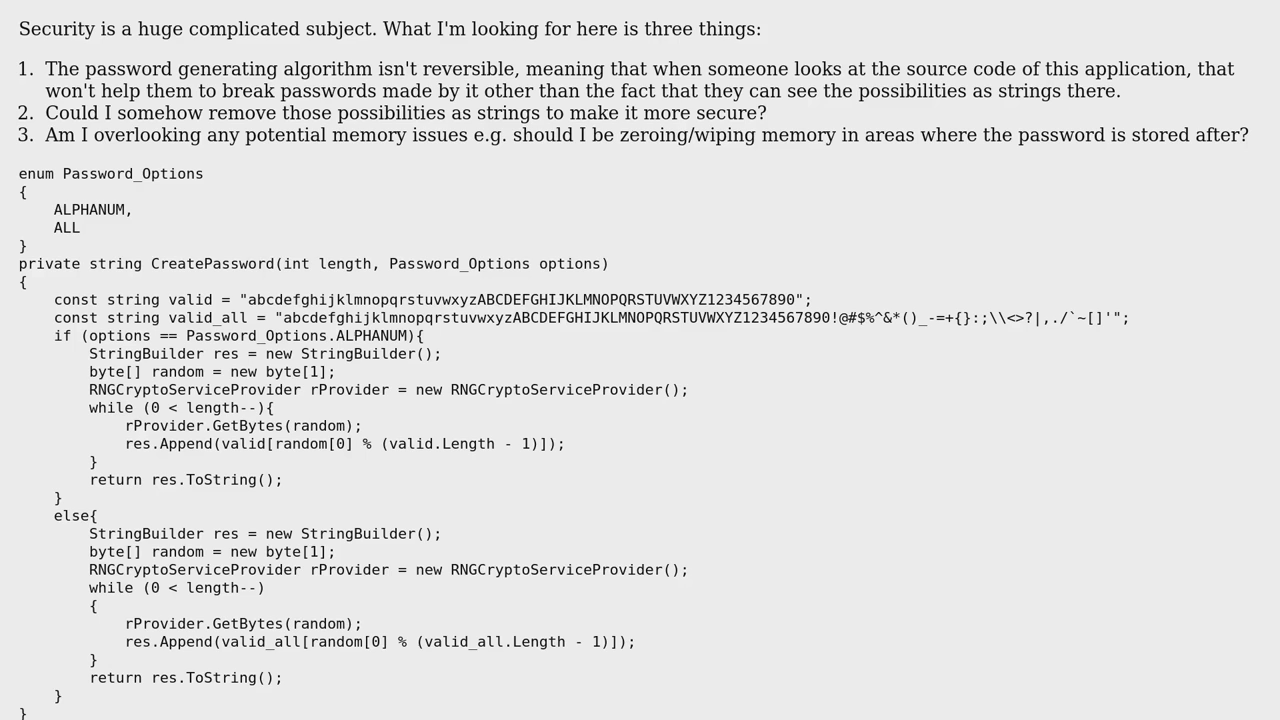 Security is a huge complicated subject. What I'm looking for here is three things:
1. The password generating algorithm isn't reversible, meaning that when someone looks at the source code of this application, that
won't help them to break passwords made by it other than the fact that they can see the possibilities as strings there.
2. Could I somehow remove those possibilities as strings to make it more secure?
3. Am I overlooking any potential memory issues e.g. should I be zeroing/wiping memory in areas where the password is stored after?
enum Password_Options
{
    ALPHANUM,
    ALL
}
private string CreatePassword(int length, Password_Options options)
{
    const string valid = "abcdefghijklmnopqrstuvwxyzABCDEFGHIJKLMNOPQRSTUVWXYZ1234567890";
    const string valid_all = "abcdefghijklmnopqrstuvwxyzABCDEFGHIJKLMNOPQRSTUVWXYZ1234567890!@#$%^&*()_-=+{}:;\\<>?|,./`~[]'";
    if (options == Password_Options.ALPHANUM){
        StringBuilder res = new StringBuilder();
        byte[] random = new byte[1];
        RNGCryptoServiceProvider rProvider = new RNGCryptoServiceProvider();
        while (0 < length--){
            rProvider.GetBytes(random);
            res.Append(valid[random[0] % (valid.Length - 1)]);
        }
        return res.ToString();
    }
    else{
        StringBuilder res = new StringBuilder();
        byte[] random = new byte[1];
        RNGCryptoServiceProvider rProvider = new RNGCryptoServiceProvider();
        while (0 < length--)
        {
            rProvider.GetBytes(random);
            res.Append(valid_all[random[0] % (valid_all.Length - 1)]);
        }
        return res.ToString();
    }
}